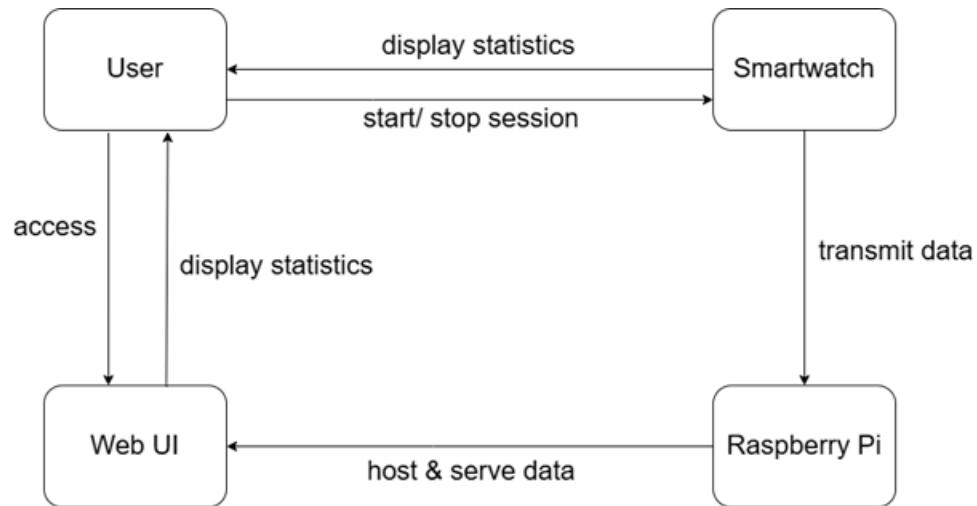 display statistics
User
Smartwatch
start/ stop session
access
display statistics
transmit data
Web UI
Raspberry Pi
host & serve data